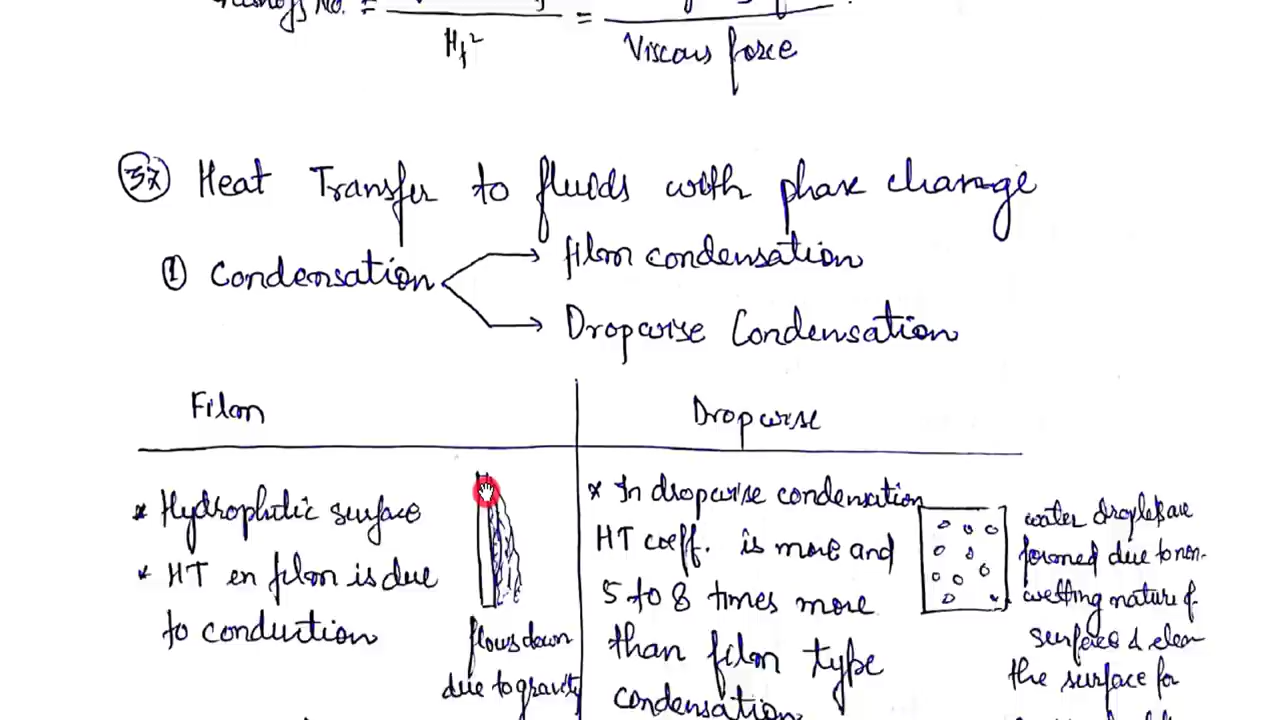 No. =
Hf²
=
Viscous force
37 Heat Transfer to fluids with phase change
① Condensation
film condensation
Dropwise Condensation
Film
Dropwise
* Hydrophilic surface
* HT en film is due
to conduction
flows down
due to gravity
* In dropwise condensation
HT coeff. is more and
5 to 8 times more
than film type
condensation.
water droplets are
formed due to non-
wetting nature of
surfaces &
the surface for